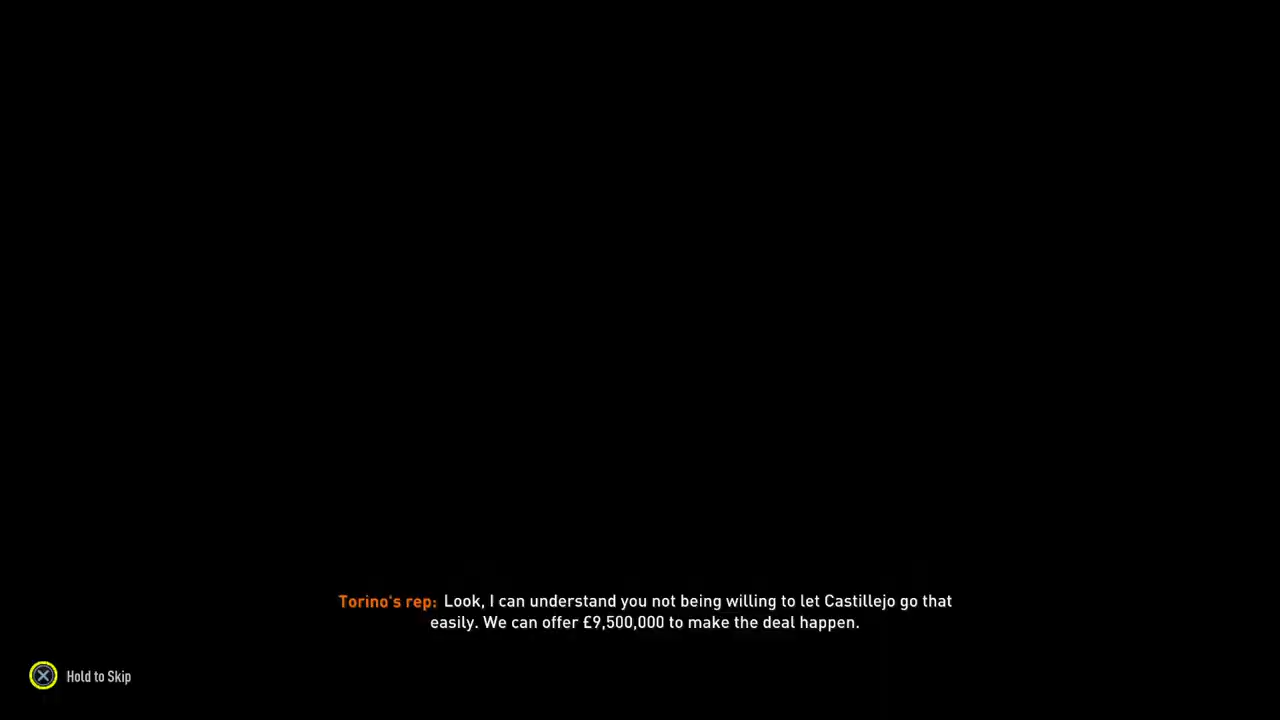 Torino's rep: Look, I can understand you not being willing to let Castillejo go that
easily. We can offer £9,500,000 to make the deal happen.
Hold to Skip